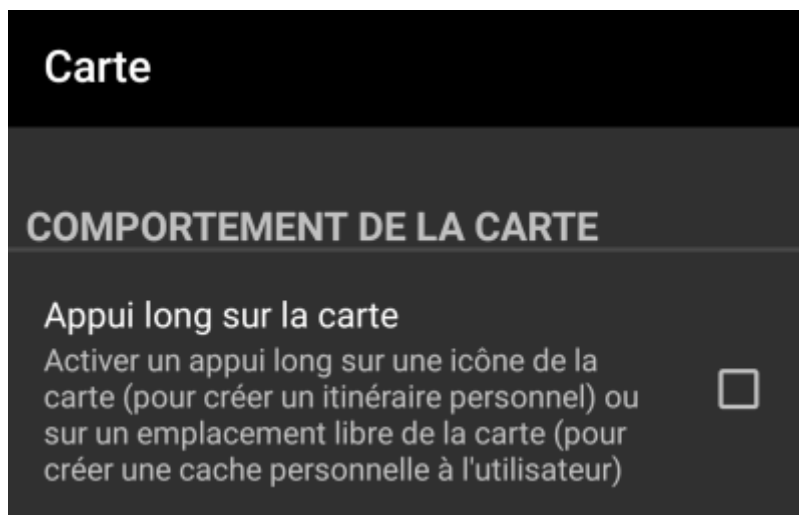 Carte
COMPORTEMENT DE LA CARTE
Appui long sur la carte
Activer un appui long sur une icône de la
carte (pour créer un itinéraire personnel) ou
sur un emplacement libre de la carte (pour
créer une cache personnelle à l'utilisateur)